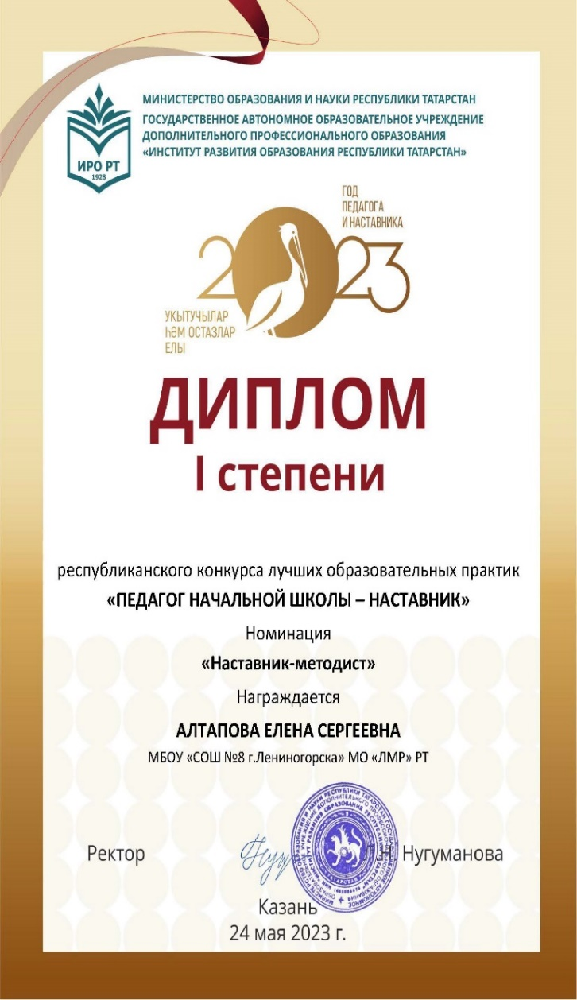 МИНИСТЕРСТВО ОБРАЗОВАНИЯ И НАУКИ РЕСПУБЛИКИ ТАТАРСТАН
ГОСУДАРСТВЕННОЕ АВТОНОМНОЕ ОБРАЗОВАТЕЛЬНОЕ УЧРЕЖДЕНИЕ
ДОПОЛНИТЕЛЬНОГО ПРОФЕССИОНАЛЬНОГО ОБРАЗОВАНИЯ
«ИНСТИТУТ РАЗВИТИЯ ОБРАЗОВАНИЯ РЕСПУБЛИКИ ТАТАРСТАН»
ИРО РТ
1928
ГОД
ПЕДАГОГА
И НАСТАВНИКА
2023
УКЫТУЧЫЛАР
ҺӘМ ОСТАЗЛАР
ЕЛЫ
ДИПЛОМ
I степени
республиканского конкурса лучших образовательных практик
«ПЕДАГОГ НАЧАЛЬНОЙ ШКОЛЫ – НАСТАВНИК»
Номинация
«Наставник-методист»
Награждается
АЛТАПОВА ЕЛЕНА СЕРГЕЕВНА
МБОУ «СОШ №8 г.Лениногорска» МО «ЛМР» РТ
Ректор
Нугуманова
Казань
24 мая 2023 г.